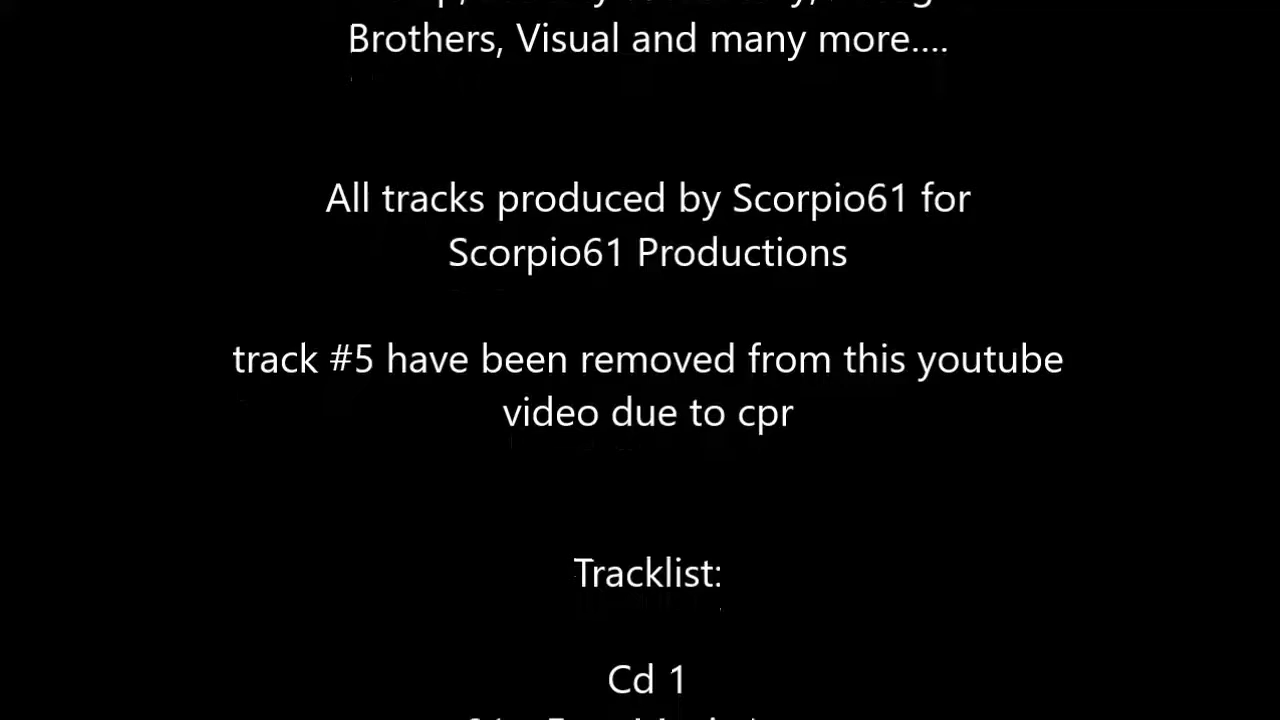 Brothers, Visual and many more....
All tracks produced by Scorpio61 for
Scorpio61 Productions
track #5 have been removed from this youtube
video due to cpr
Tracklist:
Cd 1